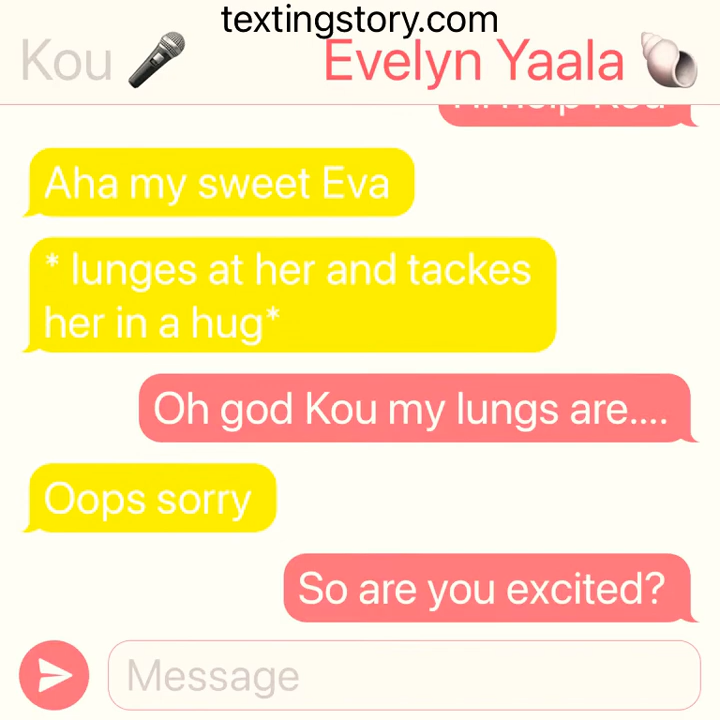 textingstory.com
Kou
Evelyn Yaala
Aha my sweet Eva
* lunges at her and tackes
her in a hug*
Oh god Kou my lungs are....
Oops sorry
So are you excited?
Message